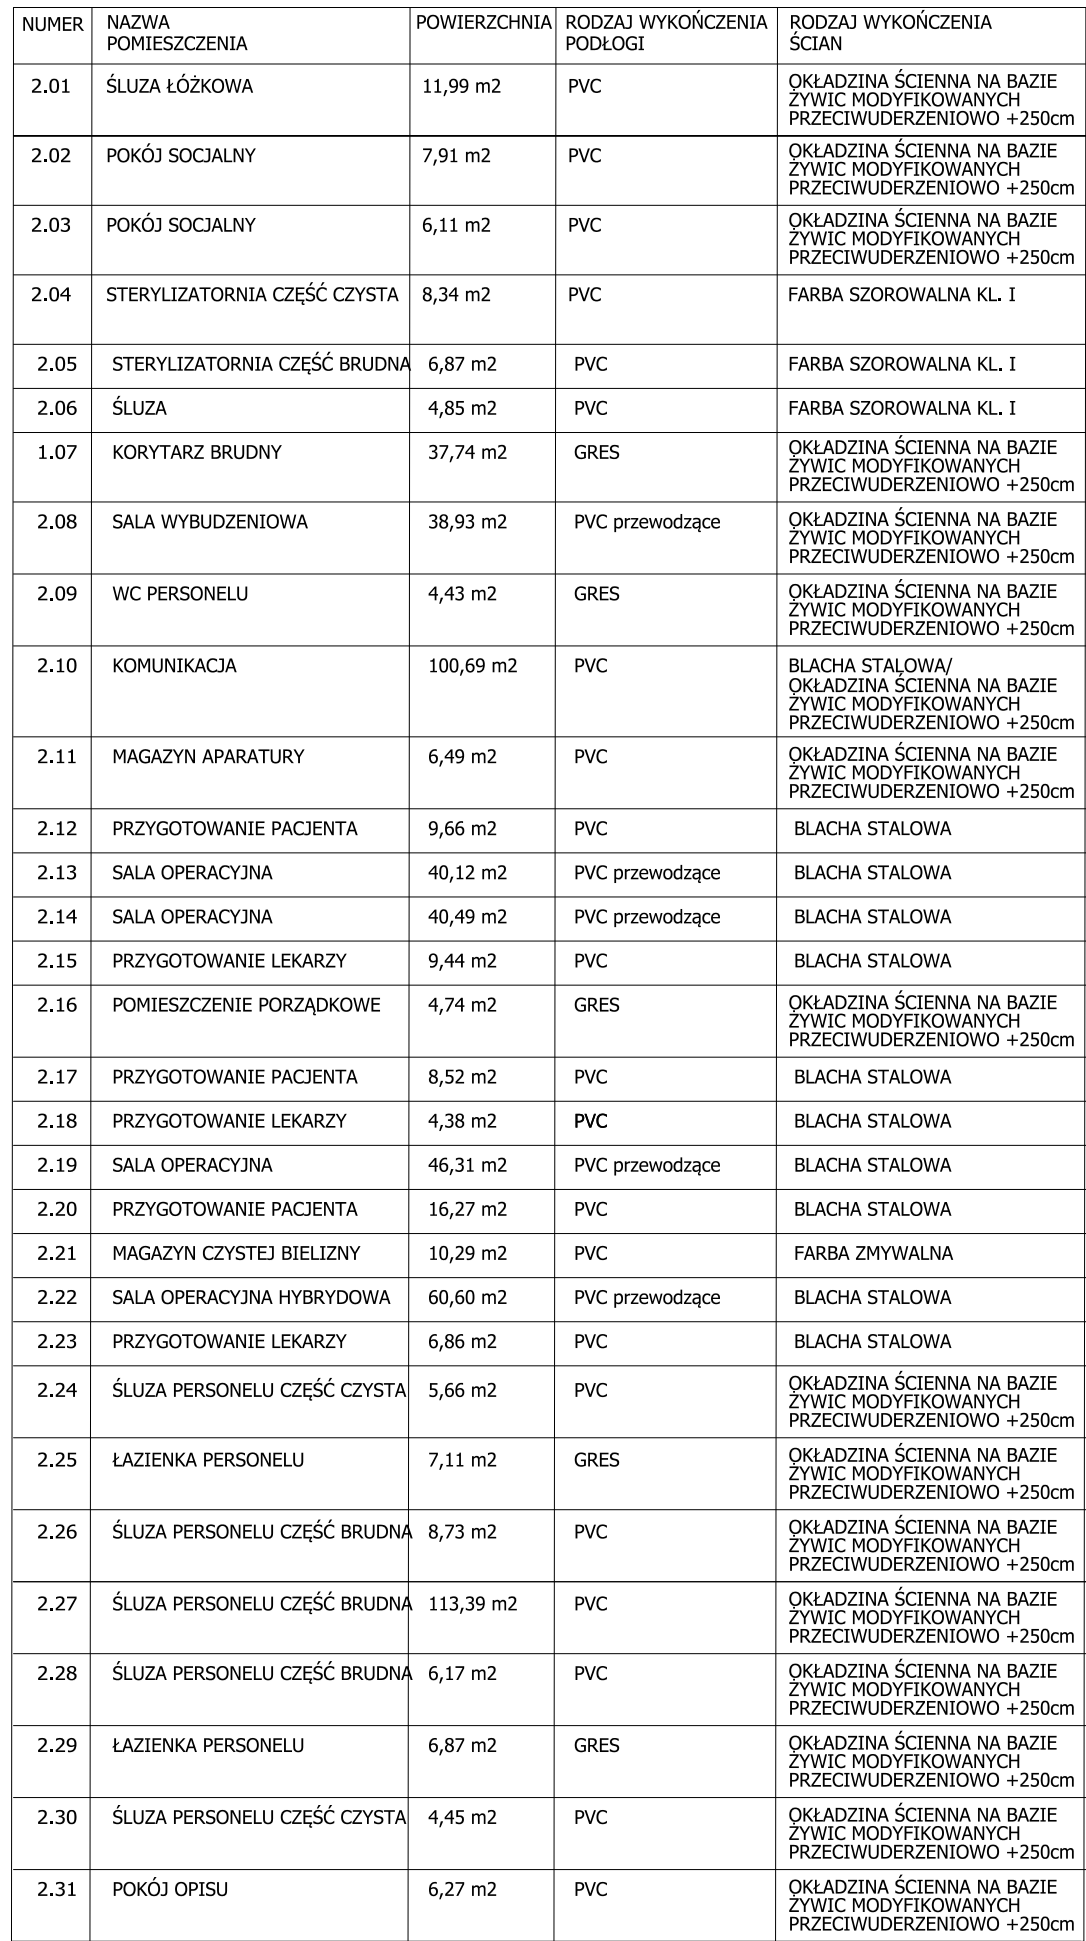 NUMER NAZWA POMIESZCZENIA POWIERZCHNIA RODZAJ WYKOŃCZENIA PODŁOGI RODZAJ WYKOŃCZENIA ŚCIAN
2.01 ŚLUZA ŁÓŻKOWA 11,99 m2 PVC OKŁADZINA ŚCIENNA NA BAZIE
ŻYWIC MODYFIKOWANYCH
PRZECIWUDERZENIOWO +250cm
2.02 POKÓJ SOCJALNY 7,91 m2 PVC OKŁADZINA ŚCIENNA NA BAZIE
ŻYWIC MODYFIKOWANYCH
PRZECIWUDERZENIOWO +250cm
2.03 POKÓJ SOCJALNY 6,11 m2 PVC OKŁADZINA ŚCIENNA NA BAZIE
ŻYWIC MODYFIKOWANYCH
PRZECIWUDERZENIOWO +250cm
2.04 STERYLIZATORNIA CZĘŚĆ CZYSTA 8,34 m2 PVC FARBA SZOROWALNA KL. I
2.05 STERYLIZATORNIA CZĘŚĆ BRUDNA 6,87 m2 PVC FARBA SZOROWALNA KL. I
2.06 ŚLUZA 4,85 m2 PVC FARBA SZOROWALNA KL. I
1.07 KORYTARZ BRUDNY 37,74 m2 GRES OKŁADZINA ŚCIENNA NA BAZIE
ŻYWIC MODYFIKOWANYCH
PRZECIWUDERZENIOWO +250cm
2.08 SALA WYBUDZENIOWA 38,93 m2 PVC przewodzące OKŁADZINA ŚCIENNA NA BAZIE
ŻYWIC MODYFIKOWANYCH
PRZECIWUDERZENIOWO +250cm
2.09 WC PERSONELU 4,43 m2 GRES OKŁADZINA ŚCIENNA NA BAZIE
ŻYWIC MODYFIKOWANYCH
PRZECIWUDERZENIOWO +250cm
2.10 KOMUNIKACJA 100,69 m2 PVC BLACHA STALOWA/
OKŁADZINA ŚCIENNA NA BAZIE
ŻYWIC MODYFIKOWANYCH
PRZECIWUDERZENIOWO +250cm
2.11 MAGAZYN APARATURY 6,49 m2 PVC OKŁADZINA ŚCIENNA NA BAZIE
ŻYWIC MODYFIKOWANYCH
PRZECIWUDERZENIOWO +250cm
2.12 PRZYGOTOWANIE PACJENTA 9,66 m2 PVC BLACHA STALOWA
2.13 SALA OPERACYJNA 40,12 m2 PVC przewodzące BLACHA STALOWA
2.14 SALA OPERACYJNA 40,49 m2 PVC przewodzące BLACHA STALOWA
2.15 PRZYGOTOWANIE LEKARZY 9,44 m2 PVC BLACHA STALOWA
2.16 POMIESZCZENIE PORZĄDKOWE 4,74 m2 GRES OKŁADZINA ŚCIENNA NA BAZIE
ŻYWIC MODYFIKOWANYCH
PRZECIWUDERZENIOWO +250cm
2.17 PRZYGOTOWANIE PACJENTA 8,52 m2 PVC BLACHA STALOWA
2.18 PRZYGOTOWANIE LEKARZY 4,38 m2 PVC BLACHA STALOWA
2.19 SALA OPERACYJNA 46,31 m2 PVC przewodzące BLACHA STALOWA
2.20 PRZYGOTOWANIE PACJENTA 16,27 m2 PVC BLACHA STALOWA
2.21 MAGAZYN CZYSTEJ BIELIZNY 10,29 m2 PVC FARBA ZMYWALNA
2.22 SALA OPERACYJNA HYBRYDOWA 60,60 m2 PVC przewodzące BLACHA STALOWA
2.23 PRZYGOTOWANIE LEKARZY 6,86 m2 PVC BLACHA STALOWA
2.24 ŚLUZA PERSONELU CZĘŚĆ CZYSTA 5,66 m2 PVC OKŁADZINA ŚCIENNA NA BAZIE
ŻYWIC MODYFIKOWANYCH
PRZECIWUDERZENIOWO +250cm
2.25 ŁAZIENKA PERSONELU 7,11 m2 GRES OKŁADZINA ŚCIENNA NA BAZIE
ŻYWIC MODYFIKOWANYCH
PRZECIWUDERZENIOWO +250cm
2.26 ŚLUZA PERSONELU CZĘŚĆ BRUDNA 8,73 m2 PVC OKŁADZINA ŚCIENNA NA BAZIE
ŻYWIC MODYFIKOWANYCH
PRZECIWUDERZENIOWO +250cm
2.27 ŚLUZA PERSONELU CZĘŚĆ BRUDNA 113,39 m2 PVC OKŁADZINA ŚCIENNA NA BAZIE
ŻYWIC MODYFIKOWANYCH
PRZECIWUDERZENIOWO +250cm
2.28 ŚLUZA PERSONELU CZĘŚĆ BRUDNA 6,17 m2 PVC OKŁADZINA ŚCIENNA NA BAZIE
ŻYWIC MODYFIKOWANYCH
PRZECIWUDERZENIOWO +250cm
2.29 ŁAZIENKA PERSONELU 6,87 m2 GRES OKŁADZINA ŚCIENNA NA BAZIE
ŻYWIC MODYFIKOWANYCH
PRZECIWUDERZENIOWO +250cm
2.30 ŚLUZA PERSONELU CZĘŚĆ CZYSTA 4,45 m2 PVC OKŁADZINA ŚCIENNA NA BAZIE
ŻYWIC MODYFIKOWANYCH
PRZECIWUDERZENIOWO +250cm
2.31 POKÓJ OPISU 6,27 m2 PVC OKŁADZINA ŚCIENNA NA BAZIE
ŻYWIC MODYFIKOWANYCH
PRZECIWUDERZENIOWO +250cm